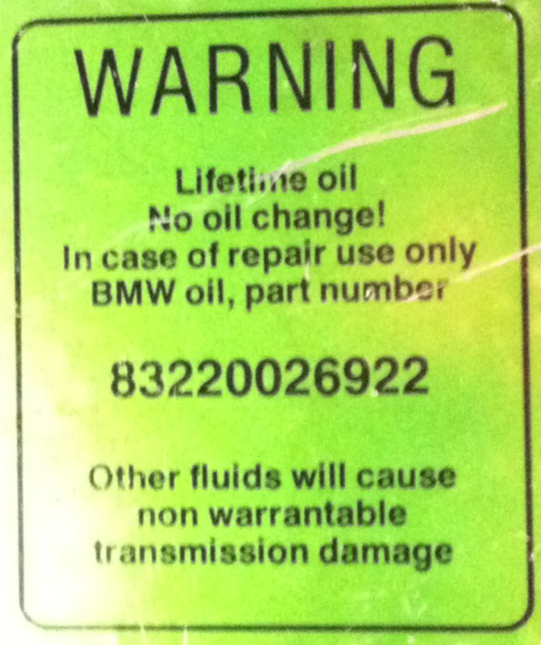 WARNING
Lifetime oil
No oil change!
In case of repair use only
BMW oil, part number
83220026922
Other fluids will cause
non warrantable
transmission damage